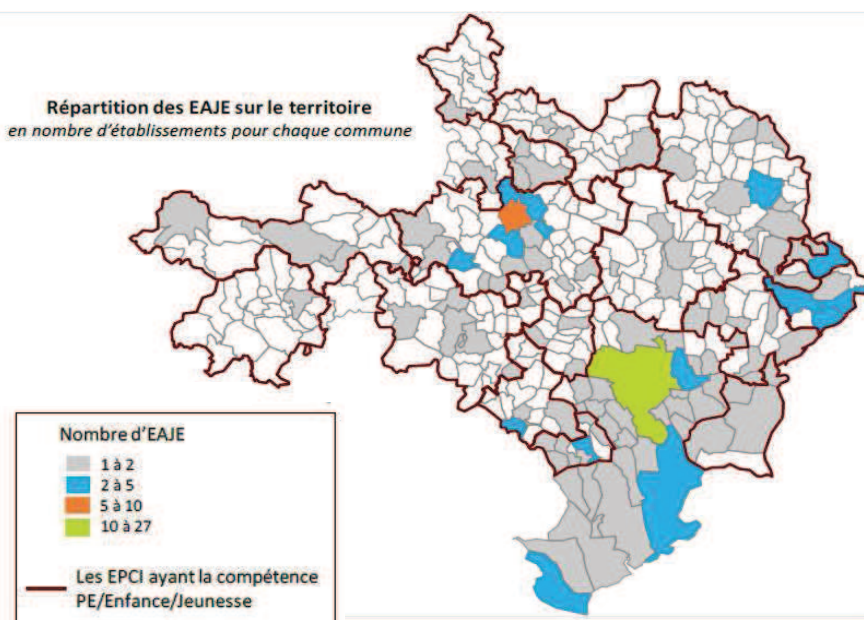 Répartition des EAJE sur le territoire
en nombre d'établissements pour chaque commune
Nombre d'EAJE
1 à 2
2 à 5
5 à 10
10 à 27
Les EPCI ayant la compétence
PE/Enfance/Jeunesse